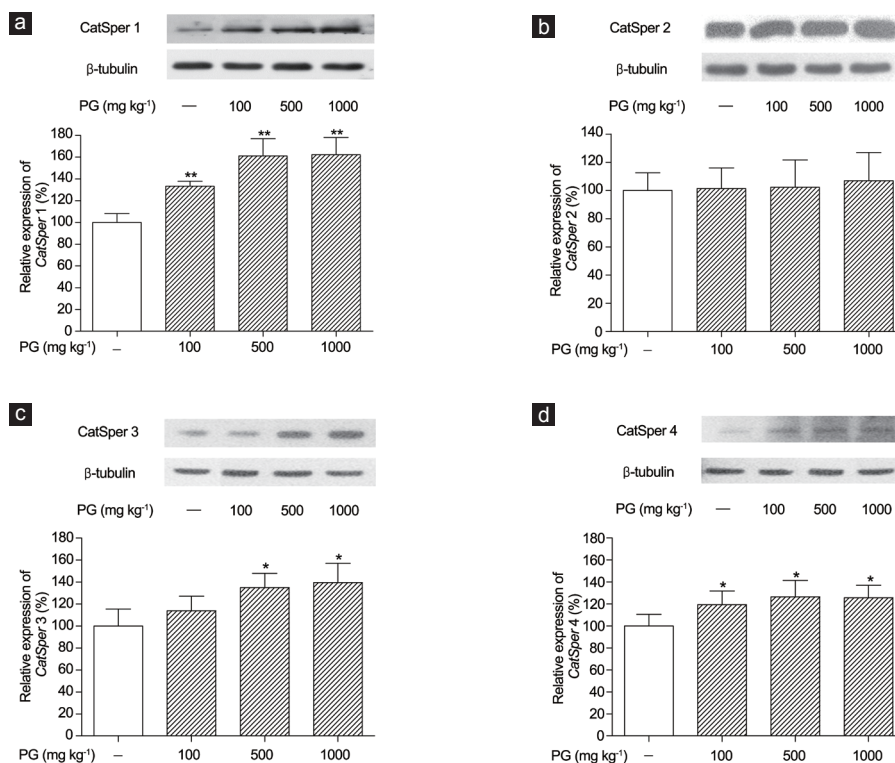 a
CatSper 1
β-tubulin
PG (mg kg⁻¹) — 100 500 1000
Relative expression of
CatSper 1 (%)
180
160
140
120
100
80
60
40
20
0
** ** **
PG (mg kg⁻¹) – 100 500 1000
b
CatSper 2
β-tubulin
PG (mg kg⁻¹) — 100 500 1000
Relative expression of
CatSper 2 (%)
140
120
100
80
60
40
20
0
PG (mg kg⁻¹) – 100 500 1000
c
CatSper 3
β-tubulin
PG (mg kg⁻¹) — 100 500 1000
Relative expression of
CatSper 3 (%)
180
160
140
120
100
80
60
40
20
0
* *
PG (mg kg⁻¹) – 100 500 1000
d
CatSper 4
β-tubulin
PG (mg kg⁻¹) — 100 500 1000
Relative expression of
CatSper 4 (%)
180
160
140
120
100
80
60
40
20
0
* * *
PG (mg kg⁻¹) – 100 500 1000